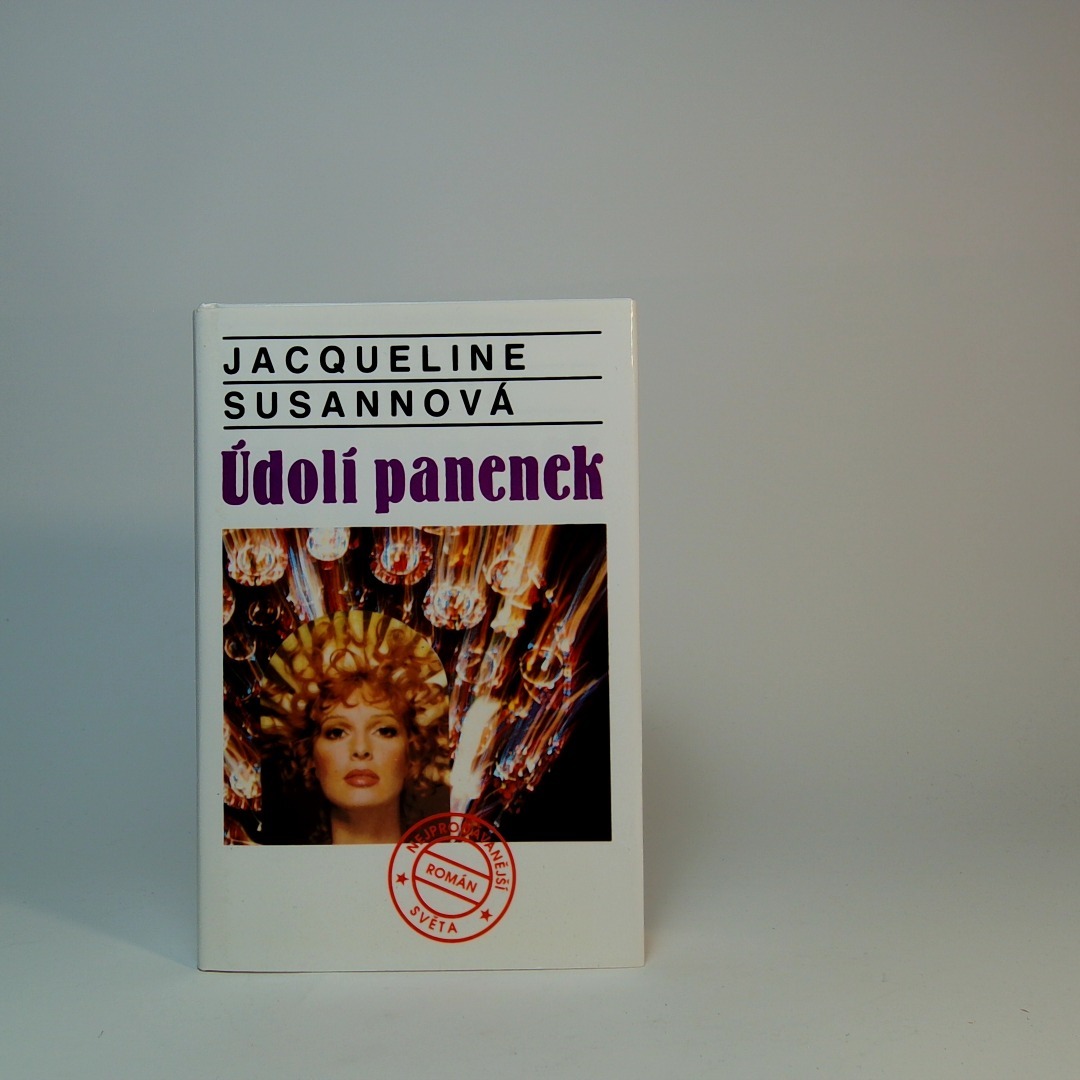 JACQUELINE
SUSANNOVÁ
Údolí panenek
NEJPRODÁVANĚJŠÍ
ROMÁN
SVĚTA